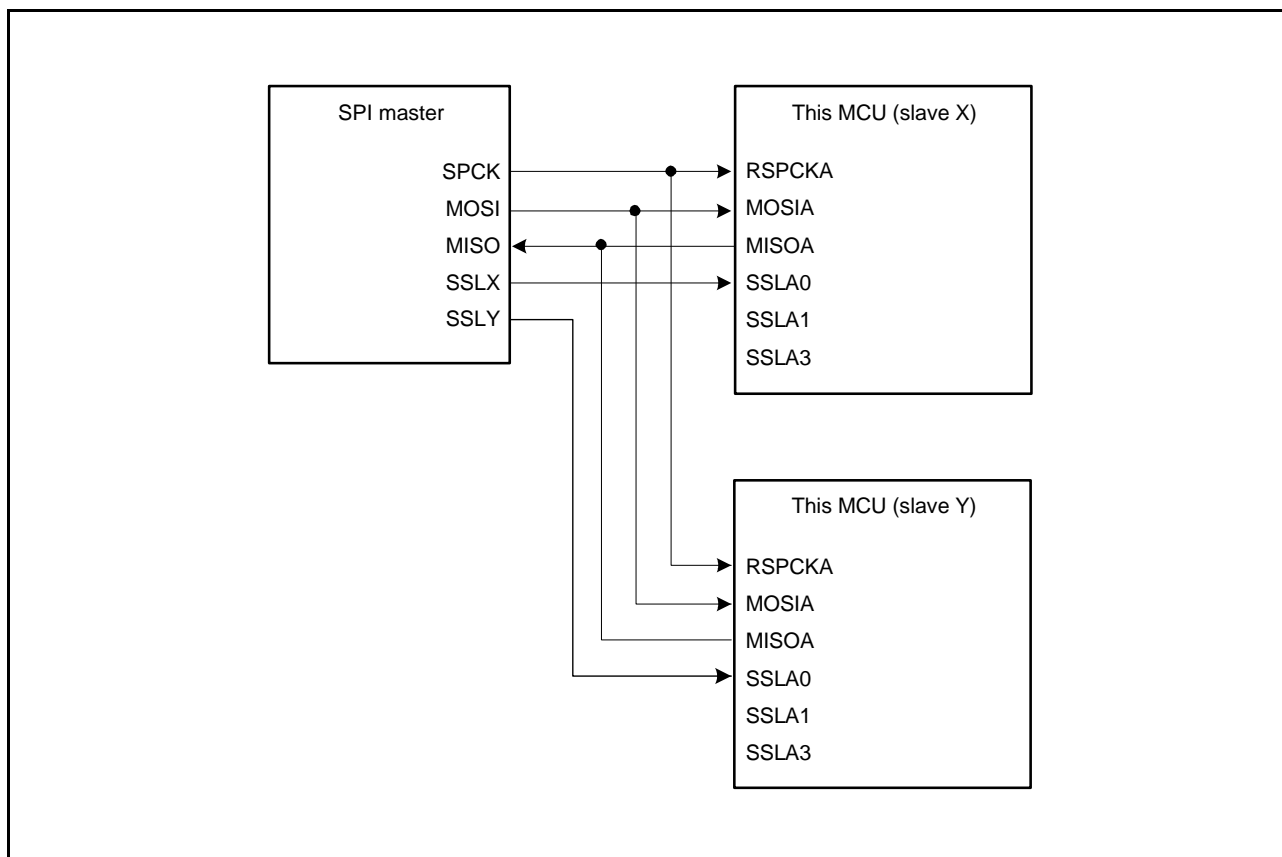 SPI master
SPCK
MOSI
MISO
SSLX
SSLY
This MCU (slave X)
RSPCKA
MOSIA
MISOA
SSLA0
SSLA1
SSLA3
This MCU (slave Y)
RSPCKA
MOSIA
MISOA
SSLA0
SSLA1
SSLA3